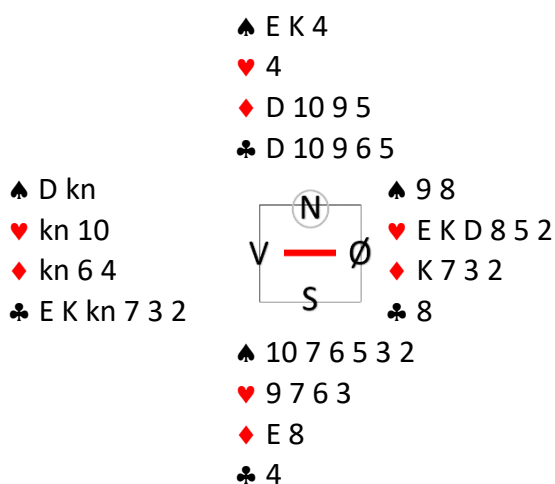 ♠ E K 4
♥ 4
♦ D 10 9 5
♣ D 10 9 6 5
♠ D kn
♥ kn 10
♦ kn 6 4
♣ E K kn 7 3 2
N
V Ø
S
♠ 9 8
♥ E K D 8 5 2
♦ K 7 3 2
♣ 8
♠ 10 7 6 5 3 2
♥ 9 7 6 3
♦ E 8
♣ 4